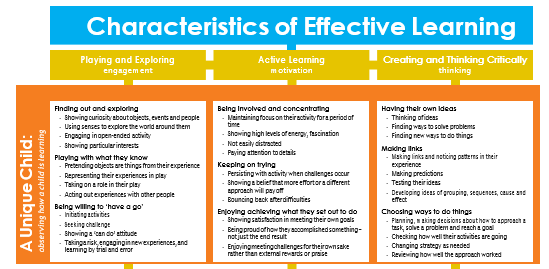 Characteristics of Effective Learning
Playing and Exploring
engagement
Active Learning
motivation
Creating and Thinking Critically
thinking
A Unique Child:
observing how a child is learning
Finding out and exploring
- Showing curiosity about objects, events and people
- Using senses to explore the world around them
- Engaging in open-ended activity
- Showing particular interests
Playing with what they know
- Pretending objects are things from their experience
- Representing their experiences in play
- Taking on a role in their play
- Acting out experiences with other people
Being willing to ‘have a go’
- Initiating activities
- Seeking challenge
- Showing a ‘can do’ attitude
- Taking a risk, engaging in new experiences, and
learning by trial and error
Being involved and concentrating
- Maintaining focus on their activity for a period of
time
- Showing high levels of energy, fascination
- Not easily distracted
- Paying attention to details
Keeping on trying
- Persisting with activity when challenges occur
- Showing a belief that more effort or a different
approach will pay off
- Bouncing back after difficulties
Enjoying achieving what they set out to do
- Showing satisfaction in meeting their own goals
- Being proud of how they accomplished something –
not just the end result
- Enjoying meeting challenges for their own sake
rather than external rewards or praise
Having their own ideas
- Thinking of ideas
- Finding ways to solve problems
- Finding new ways to do things
Making links
- Making links and noticing patterns in their
experience
- Making predictions
- Testing their ideas
- Developing ideas of grouping, sequences, cause and
effect
Choosing ways to do things
- Planning, making decisions about how to approach a
task, solve a problem and reach a goal
- Checking how well their activities are going
- Changing strategy as needed
- Reviewing how well the approach worked